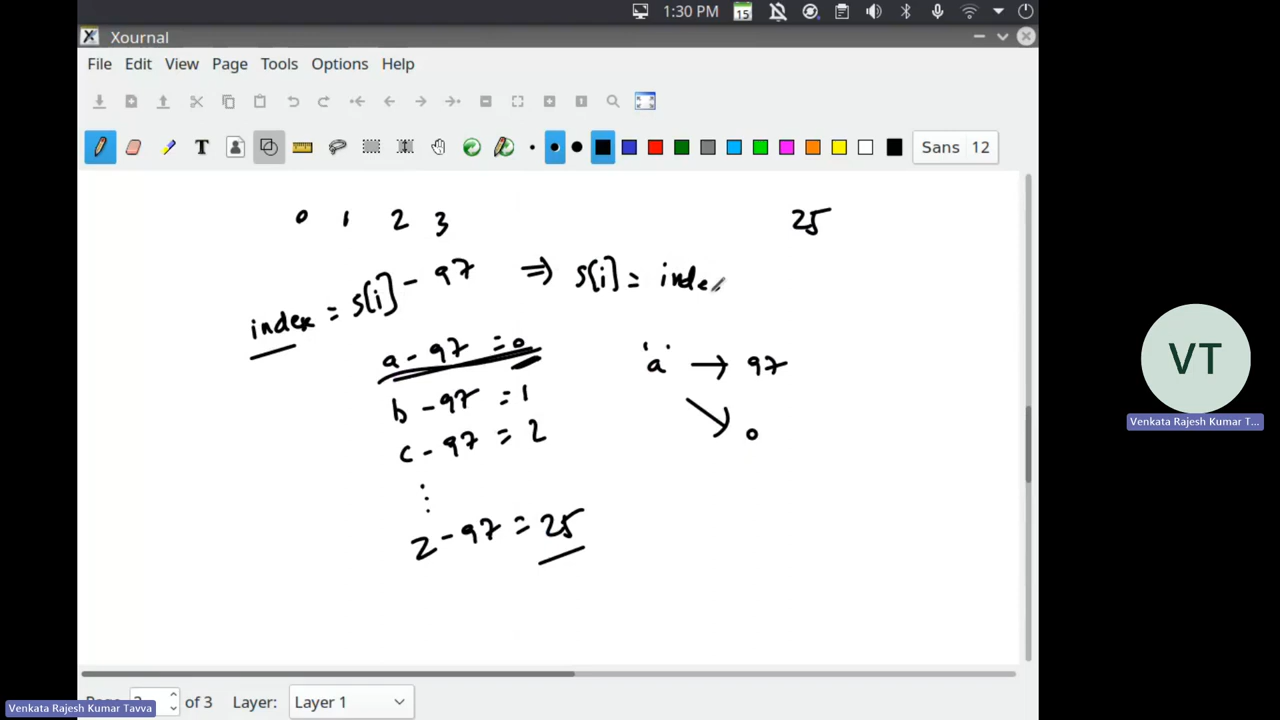 1:30 PM
15
Xournal
File Edit View Page Tools Options Help
T
Sans 12
0 1 2 3 25
index = s[i] - 97 ⇒ s[i] = index
a - 97 = 0
'a' → 97
b - 97 = 1
0
c - 97 = 2
⋮
z - 97 = 25
VT
Venkata Rajesh Kumar T...
of 3 Layer: Layer 1
Venkata Rajesh Kumar Tavva